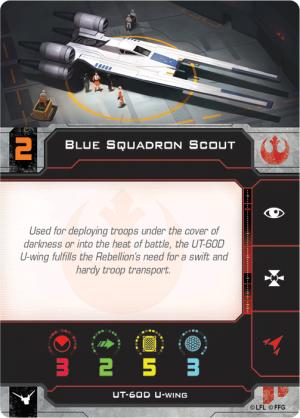 2 Blue Squadron Scout
Used for deploying troops under the cover of
darkness or into the heat of battle, the UT-60D
U-wing fulfills the Rebellion's need for a swift and
hardy troop transport.
3 2 5 3
UT-60D U-wing
©LFL ©FFG